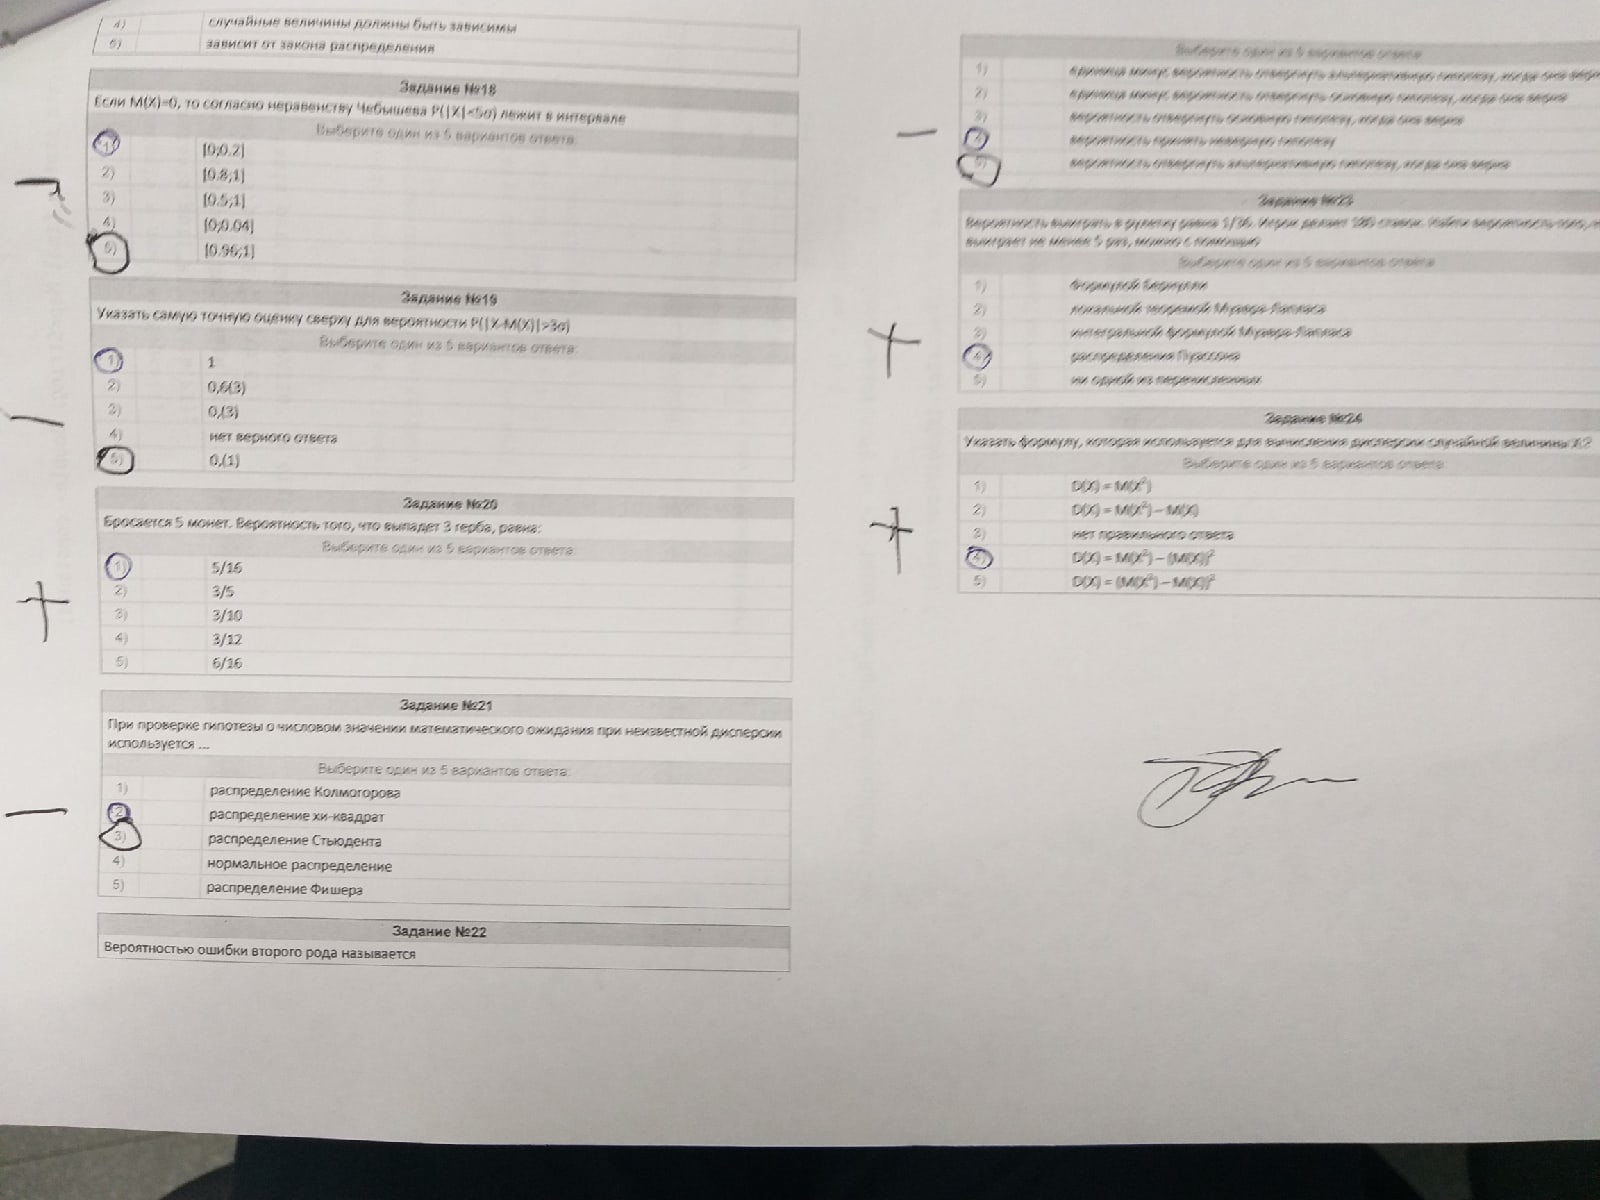 4) случайные величины должны быть зависимы
5) зависит от закона распределения
Задание №18
Если M(X)=0, то согласно неравенству Чебышева P(|X|<5σ) лежит в интервале
Выберите один из 5 вариантов ответа:
1) [0;0.2]
2) [0.8;1]
3) [0.5;1]
4) [0;0.04]
5) [0.96;1]
Задание №19
Указать самую точную оценку сверху для вероятности P(|X-M(X)|>3σ)
Выберите один из 5 вариантов ответа:
1) 1
2) 0,6(3)
3) 0,(3)
4) нет верного ответа
5) 0,(1)
Задание №20
Бросается 5 монет. Вероятность того, что выпадет 3 герба, равна:
Выберите один из 5 вариантов ответа:
1) 5/16
2) 3/5
3) 3/10
4) 3/12
5) 6/16
Задание №21
При проверке гипотезы о числовом значении математического ожидания при неизвестной дисперсии
используется ...
Выберите один из 5 вариантов ответа:
1) распределение Колмогорова
2) распределение хи-квадрат
3) распределение Стьюдента
4) нормальное распределение
5) распределение Фишера
Задание №22
Вероятностью ошибки второго рода называется
Выберите один из 5 вариантов ответа
1) единица минус вероятность отвергнуть альтернативную гипотезу, когда она
2) единица минус вероятность отвергнуть основную гипотезу, когда она верна
3) вероятность отвергнуть основную гипотезу, когда она верна
4) вероятность принять неверную гипотезу
5) вероятность отвергнуть альтернативную гипотезу, когда она верна
Задание №23
Вероятность выиграть в рулетку равна 1/36. Игрок делает 180 ставок. Найти вероятность того,
выиграет не менее 5 раз, можно с помощью
Выберите один из 5 вариантов ответа
1) формулой Бернулли
2) локальной теоремой Муавра-Лапласа
3) интегральной формулой Муавра-Лапласа
4) распределения Пуассона
5) ни одной из перечисленных
Задание №24
Указать формулу, которая используется для вычисления дисперсии случайной величины X?
Выберите один из 5 вариантов ответа:
1) D(X) = M(X²)
2) D(X) = M(X²) – M(X)
3) нет правильного ответа
4) D(X) = M(X²) – (M(X))²
5) D(X) = (M(X²) – M(X))²